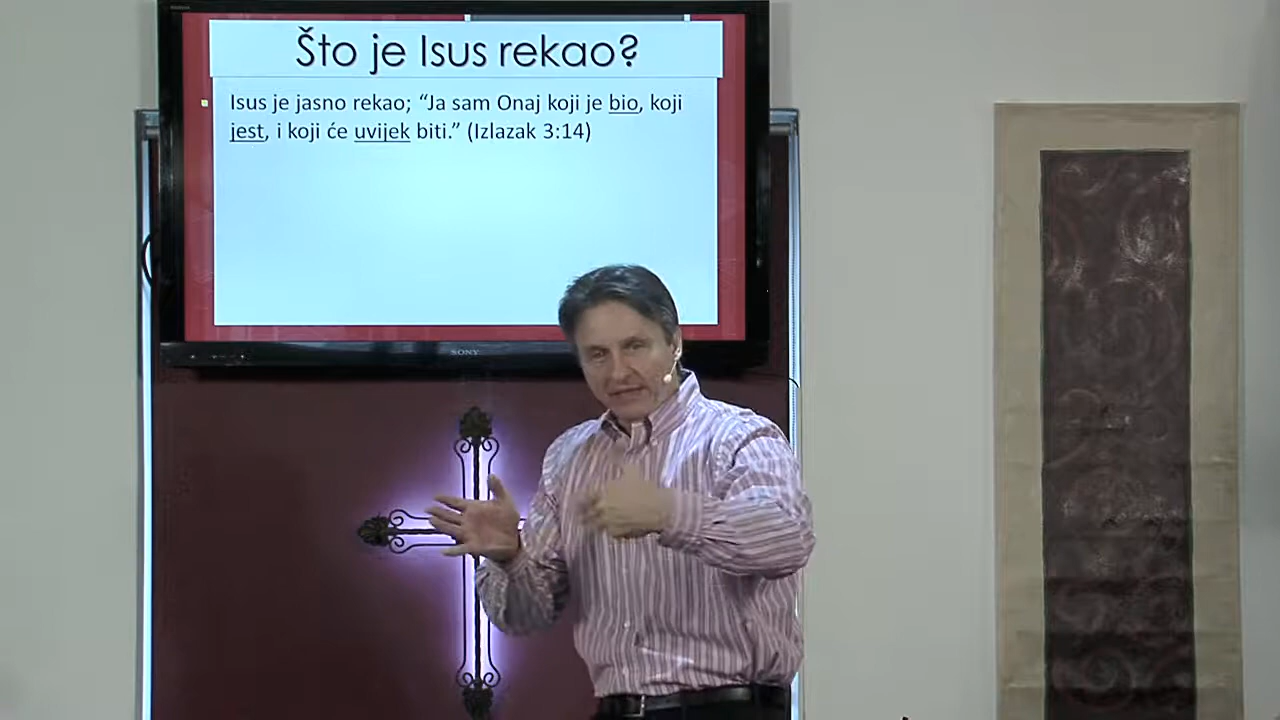 Što je Isus rekao?
Isus je jasno rekao; “Ja sam Onaj koji je bio, koji
jest, i koji će uvijek biti.” (Izlazak 3:14)
SONY